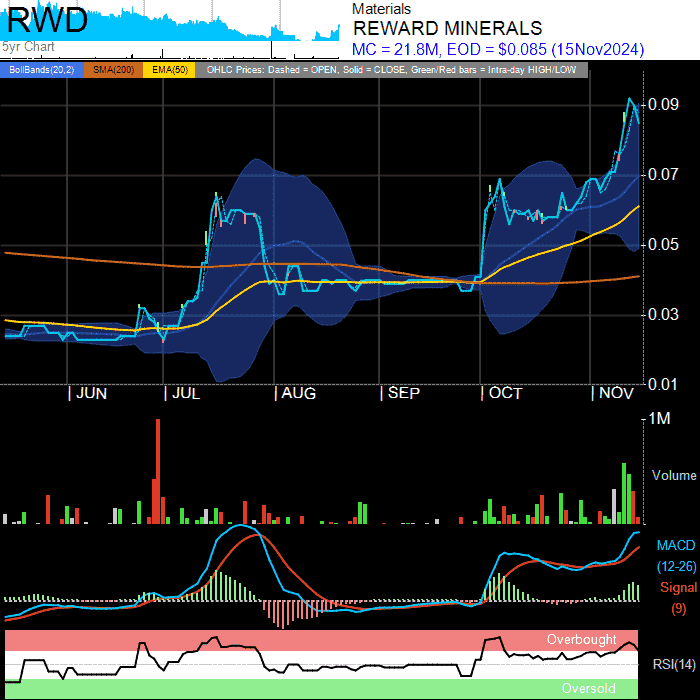 RWD
5yr Chart
Materials
REWARD MINERALS
MC = 21.8M, EOD = $0.085 (15Nov2024)
BollBands(20,2) SMA(200) EMA(50) OHLC Prices: Dashed = OPEN, Solid = CLOSE, Green/Red bars = Intra-day HIGH/LOW
0.09
0.07
0.05
0.03
0.01
JUN JUL AUG SEP OCT NOV
1M
Volume
MACD
(12-26)
Signal
(9)
Overbought
RSI(14)
Oversold